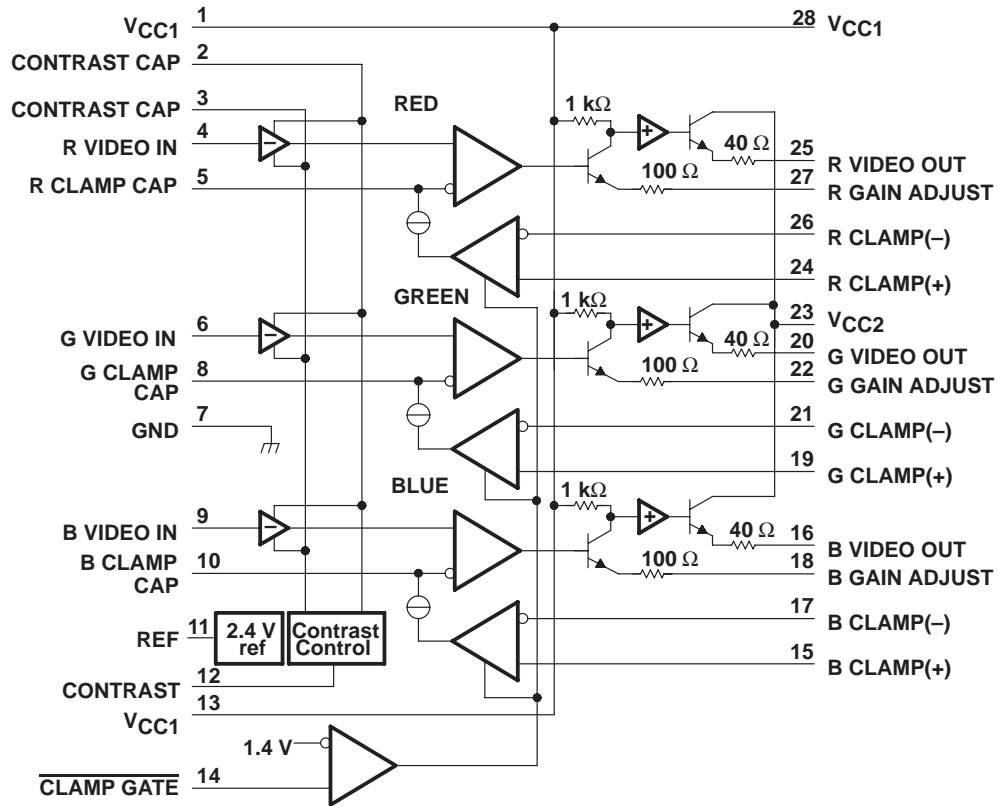 VCC1 1 28 VCC1
CONTRAST CAP 2
CONTRAST CAP 3
RED
1 kΩ
R VIDEO IN 4 − + 40 Ω 25 R VIDEO OUT
R CLAMP CAP 5 100 Ω 27 R GAIN ADJUST
26 R CLAMP(–)
24 R CLAMP(+)
GREEN
1 kΩ
23 VCC2
G VIDEO IN 6 − + 40 Ω 20 G VIDEO OUT
G CLAMP CAP 8 100 Ω 22 G GAIN ADJUST
GND 7
21 G CLAMP(–)
19 G CLAMP(+)
BLUE
1 kΩ
B VIDEO IN 9 − + 40 Ω 16 B VIDEO OUT
B CLAMP CAP 10 100 Ω 18 B GAIN ADJUST
17 B CLAMP(–)
REF 11 2.4 V ref Contrast Control
15 B CLAMP(+)
CONTRAST 12
VCC1 13
1.4 V
CLAMP GATE 14